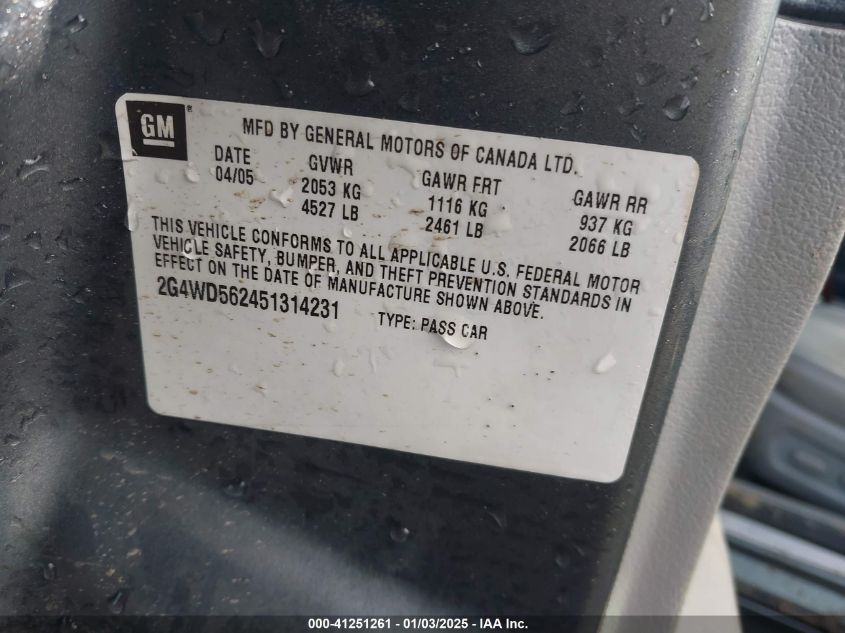 GM ®
MFD BY GENERAL MOTORS OF CANADA LTD.
DATE GVWR GAWR FRT GAWR RR
04/05 2053 KG 1116 KG 937 KG
4527 LB 2461 LB 2066 LB
THIS VEHICLE CONFORMS TO ALL APPLICABLE U.S. FEDERAL MOTOR
VEHICLE SAFETY, BUMPER, AND THEFT PREVENTION STANDARDS IN
EFFECT ON THE DATE OF MANUFACTURE SHOWN ABOVE.
2G4WD562451314231 TYPE: PASS CAR
000-41251261 - 01/03/2025 - IAA Inc.